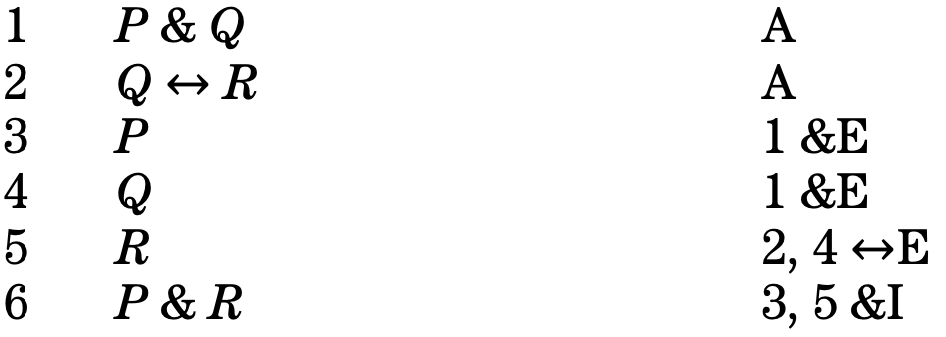 1 P & Q A
2 Q ↔ R A
3 P 1 &E
4 Q 1 &E
5 R 2, 4 ↔E
6 P & R 3, 5 &I